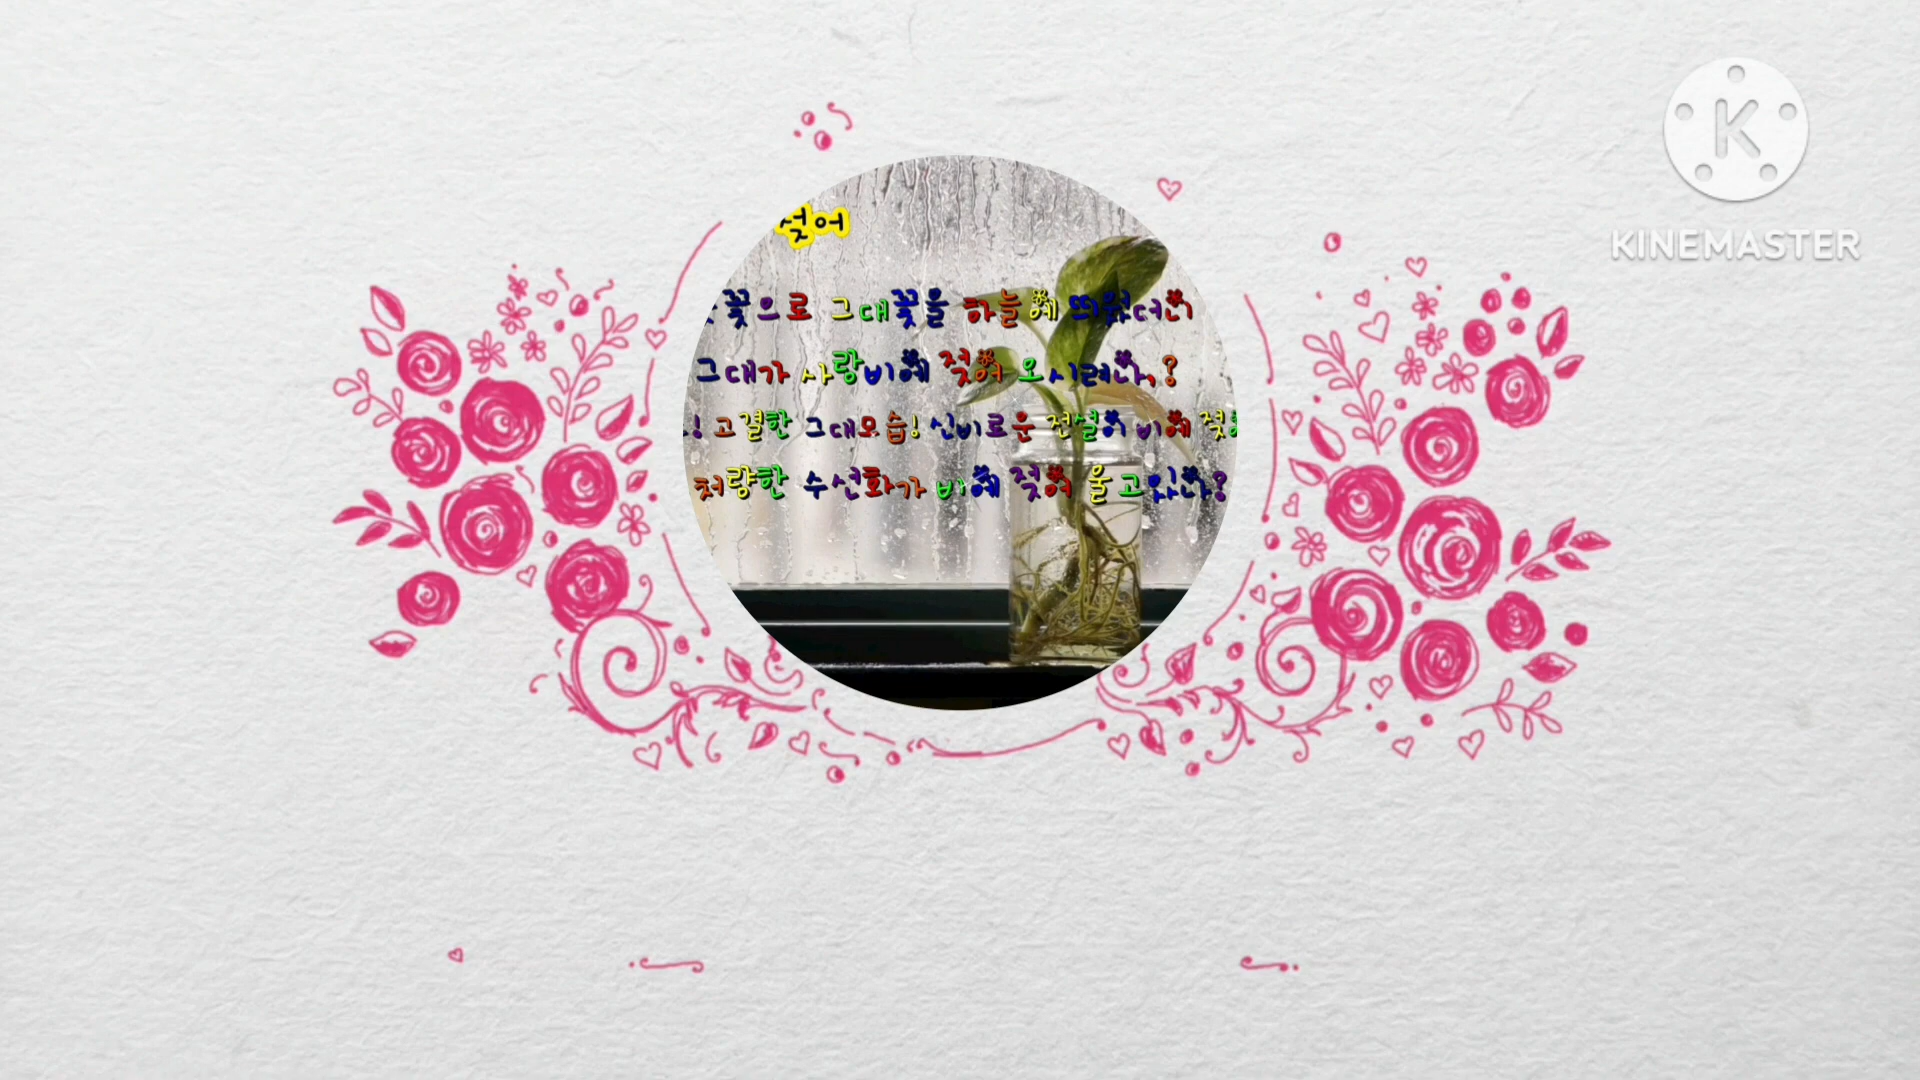 섶어
꽃으로 그대꽃을 하늘에 띄웠더니
그대가 사랑비에 젖어 오시려나,?
! 고결한 그대모습! 신비로운 전설이 비에
처량한 수선화가 비에 젖어 울고있나?
KINEMASTER